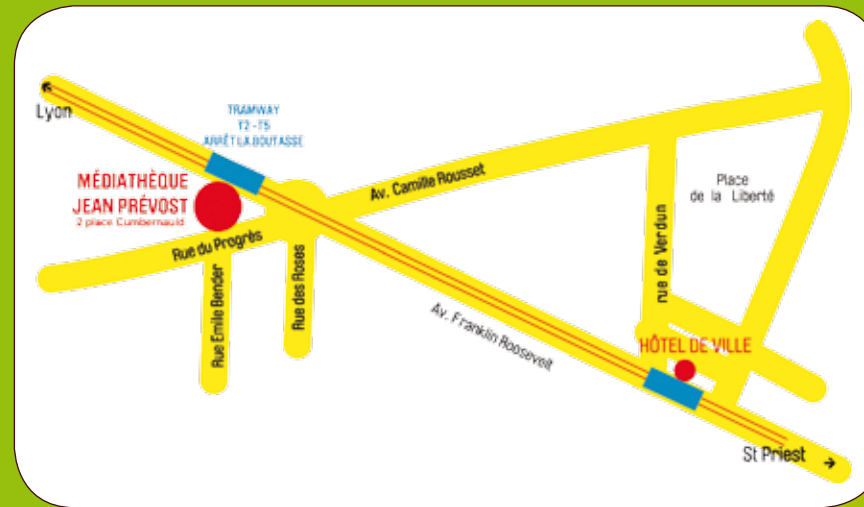 Lyon
TRAMWAY
T2 -T5
ARRÊT LA BOUTASSE
MÉDIATHÈQUE
JEAN PRÉVOST
2 place Cumbernauld
Rue du Progrès
Rue Emile Bender
Rue des Roses
Av. Camille Rousset
Av. Franklin Roosevelt
rue de Verdun
Place
de la Liberté
HÔTEL DE VILLE
St Priest